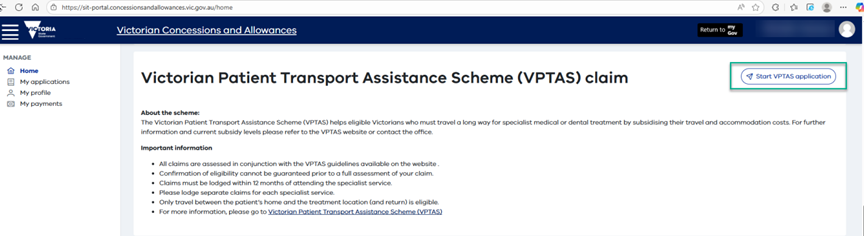 https://sit-portal.concessionsandallowances.vic.gov.au/home
VICTORIA
State
Government
Victorian Concessions and Allowances
Return to my Gov
MANAGE
Home
My applications
My profile
My payments
Victorian Patient Transport Assistance Scheme (VPTAS) claim
Start VPTAS application
About the scheme:
The Victorian Patient Transport Assistance Scheme (VPTAS) helps eligible Victorians who must travel a long way for specialist medical or dental treatment by subsidising their travel and accommodation costs. For further
information and current subsidy levels please refer to the VPTAS website or contact the office.
Important information
• All claims are assessed in conjunction with the VPTAS guidelines available on the website .
• Confirmation of eligibility cannot be guaranteed prior to a full assessment of your claim.
• Claims must be lodged within 12 months of attending the specialist service.
• Please lodge separate claims for each specialist service.
• Only travel between the patient's home and the treatment location (and return) is eligible.
• For more information, please go to Victorian Patient Transport Assistance Scheme (VPTAS)